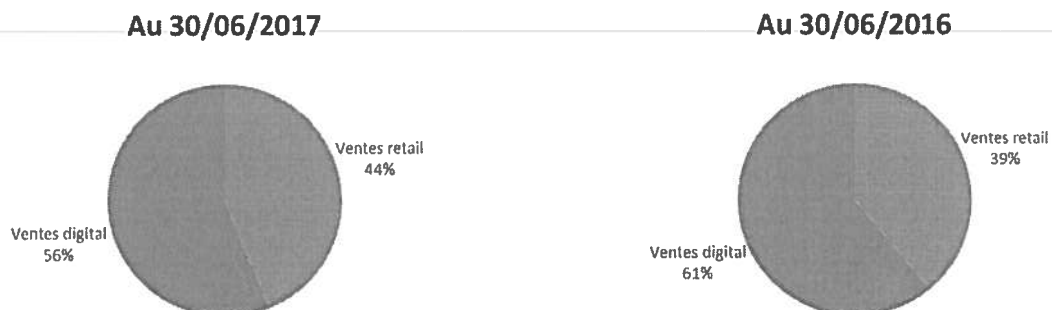 Au 30/06/2017
Au 30/06/2016
Ventes retail
44%
Ventes digital
56%
Ventes retail
39%
Ventes digital
61%